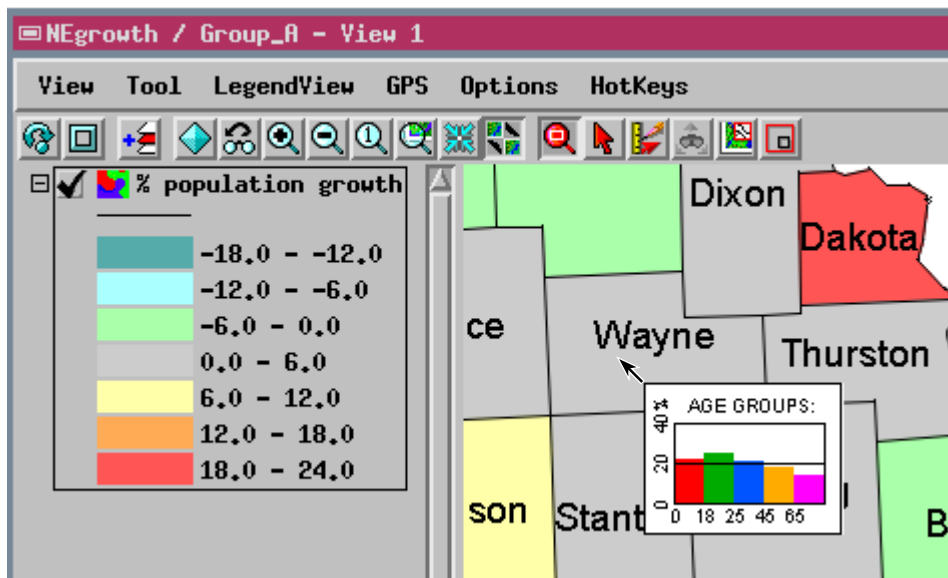 NEgrowth / Group_A - View 1
View Tool LegendView GPS Options HotKeys
1
% population growth
-18.0 - -12.0
-12.0 - -6.0
-6.0 - 0.0
0.0 - 6.0
6.0 - 12.0
12.0 - 18.0
18.0 - 24.0
Dixon
Dakota
ce
Wayne
Thurston
son
Stant
B
AGE GROUPS:
%
40
20
0
0 18 25 45 65